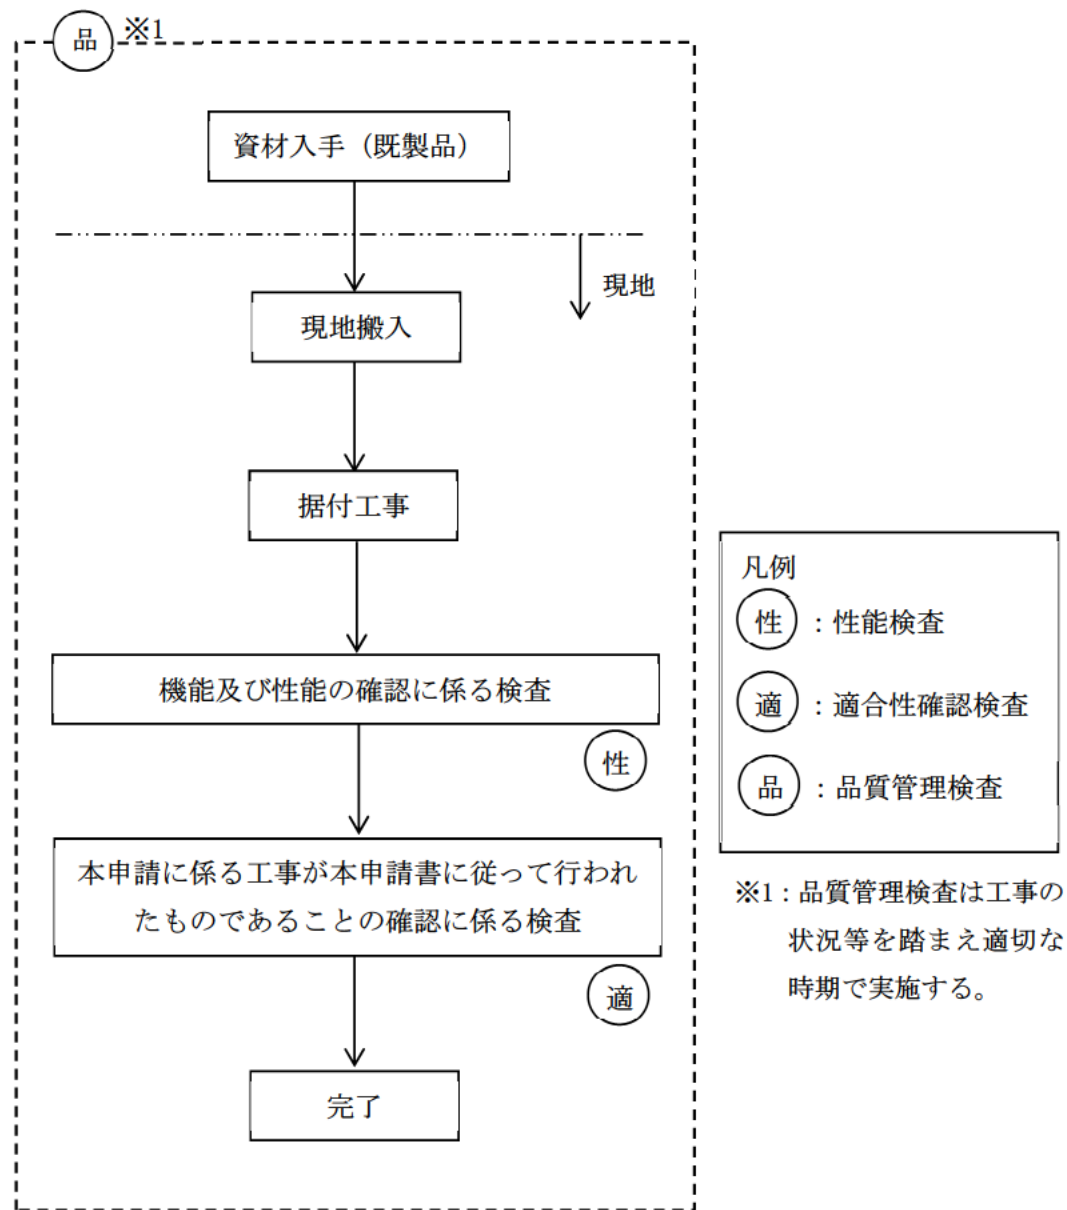 品 ※1
資材入手（既製品）
現地
現地搬入
据付工事
機能及び性能の確認に係る検査
性
本申請に係る工事が本申請書に従って行われ
たものであることの確認に係る検査
適
完了
凡例
性：性能検査
適：適合性確認検査
品：品質管理検査
※1：品質管理検査は工事の
状況等を踏まえ適切な
時期で実施する。